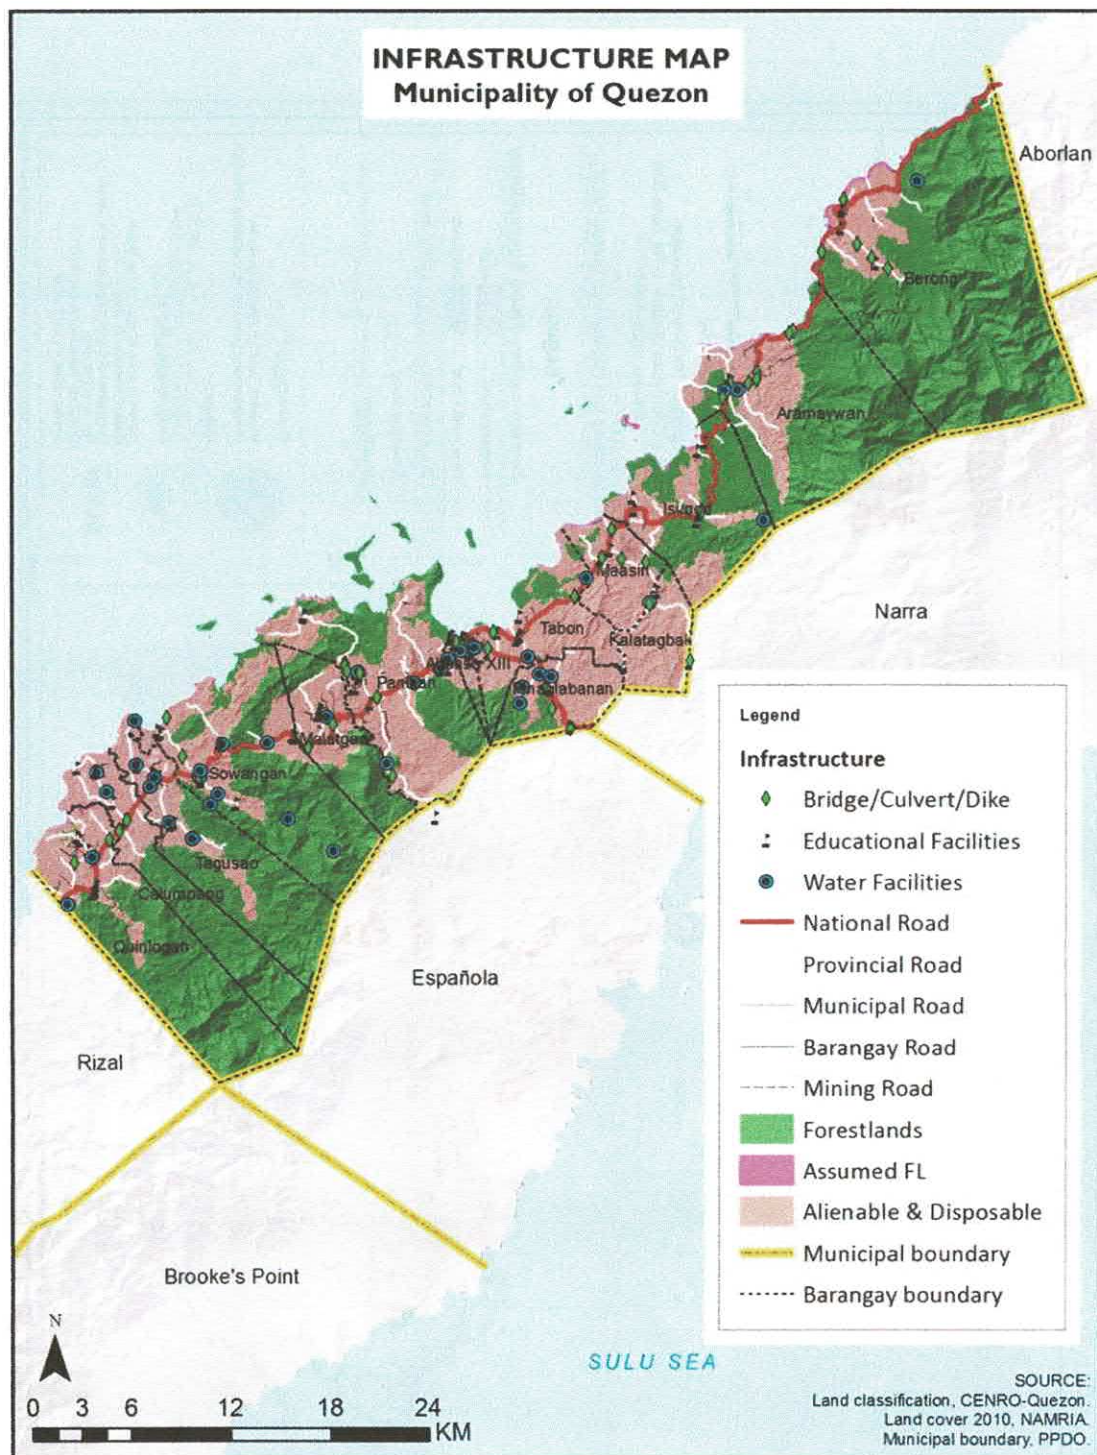 INFRASTRUCTURE MAP
Municipality of Quezon
Aborlan
Berong
Aramaywan
Isugod
Maasin
Narra
Tabon
Kalatagbak
XIII
Panitian
Malatgao
Sowangan
Tagusao
Calumpang
Quinlogan
Española
Rizal
Brooke's Point
Legend
Infrastructure
Bridge/Culvert/Dike
Educational Facilities
Water Facilities
National Road
Provincial Road
Municipal Road
Barangay Road
Mining Road
Forestlands
Assumed FL
Alienable & Disposable
Municipal boundary
Barangay boundary
N
0 3 6 12 18 24
KM
SULU SEA
SOURCE:
Land classification, CENRO-Quezon.
Land cover 2010, NAMRIA.
Municipal boundary, PPDO.